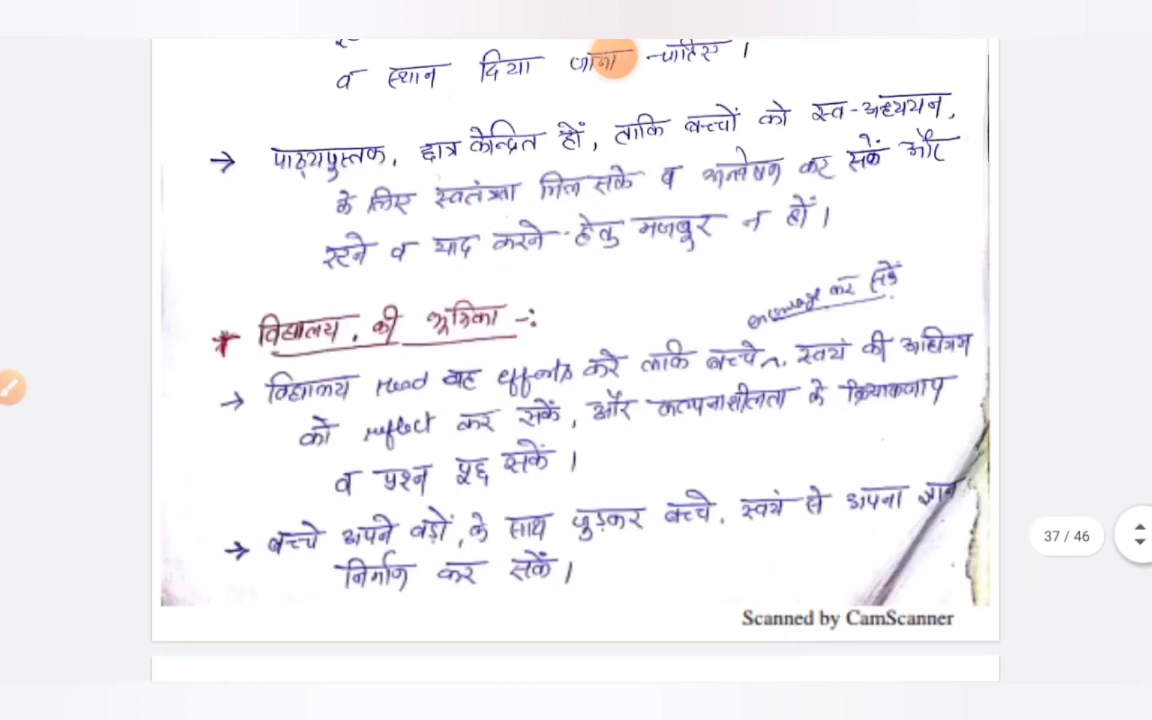 व स्थान दिया जाना चाहिए ।
→ पाठ्यपुस्तक, छात्र केन्द्रित हों, ताकि बच्चों को स्व-अध्ययन,
के लिए स्वतंत्रता मिल सके व अन्वेषण कर सकें और
रटने व याद करने हेतु मजबूर न हों ।
encourage कर सकें
* विद्यालय की भूमिका -:
→ विद्यालय Head वह efforts करे ताकि बच्चे स्वयं की अधिगम
को reflect कर सकें, और कल्पनाशीलता के क्रियाकलाप
व प्रश्न पूछ सकें ।
→ बच्चे अपने बड़ों, के साथ जुड़कर बच्चे, स्वयं से अपना ज्ञान
निर्माण कर सकें ।
37 / 46
Scanned by CamScanner